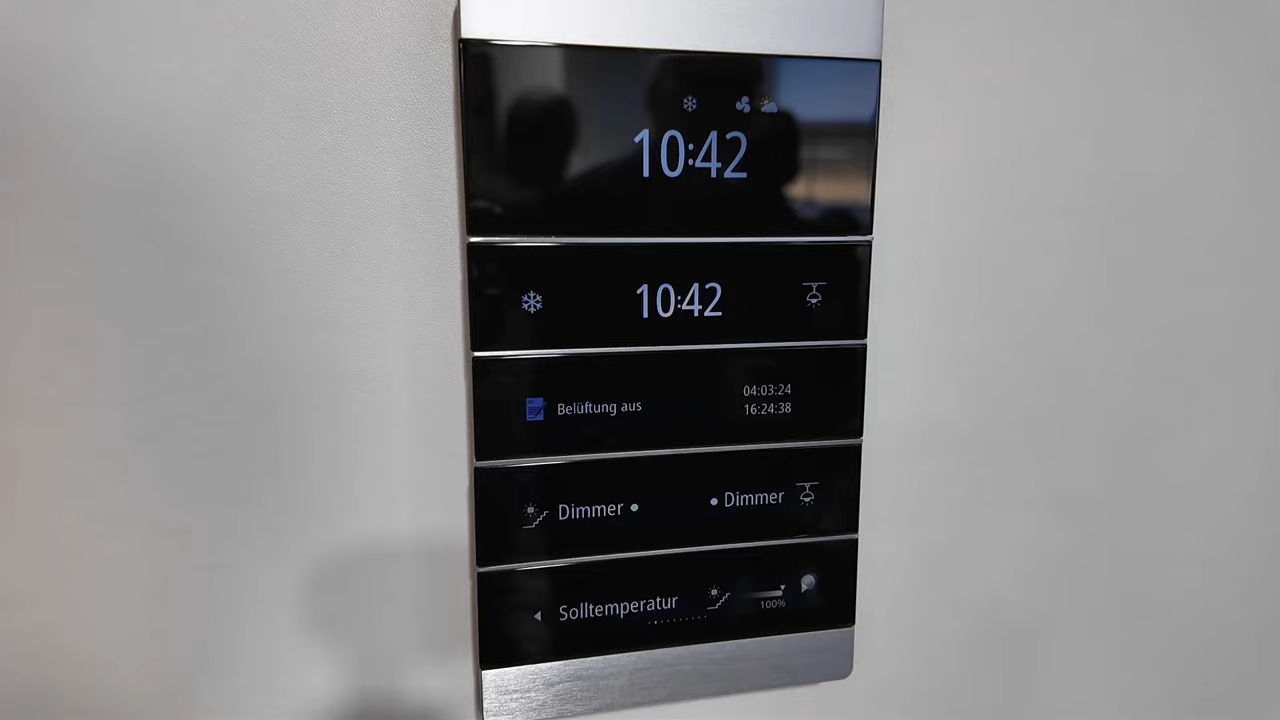 10:42
10:42
Belüftung aus
04:03:24
16:24:38
Dimmer
Dimmer
Solltemperatur
100%